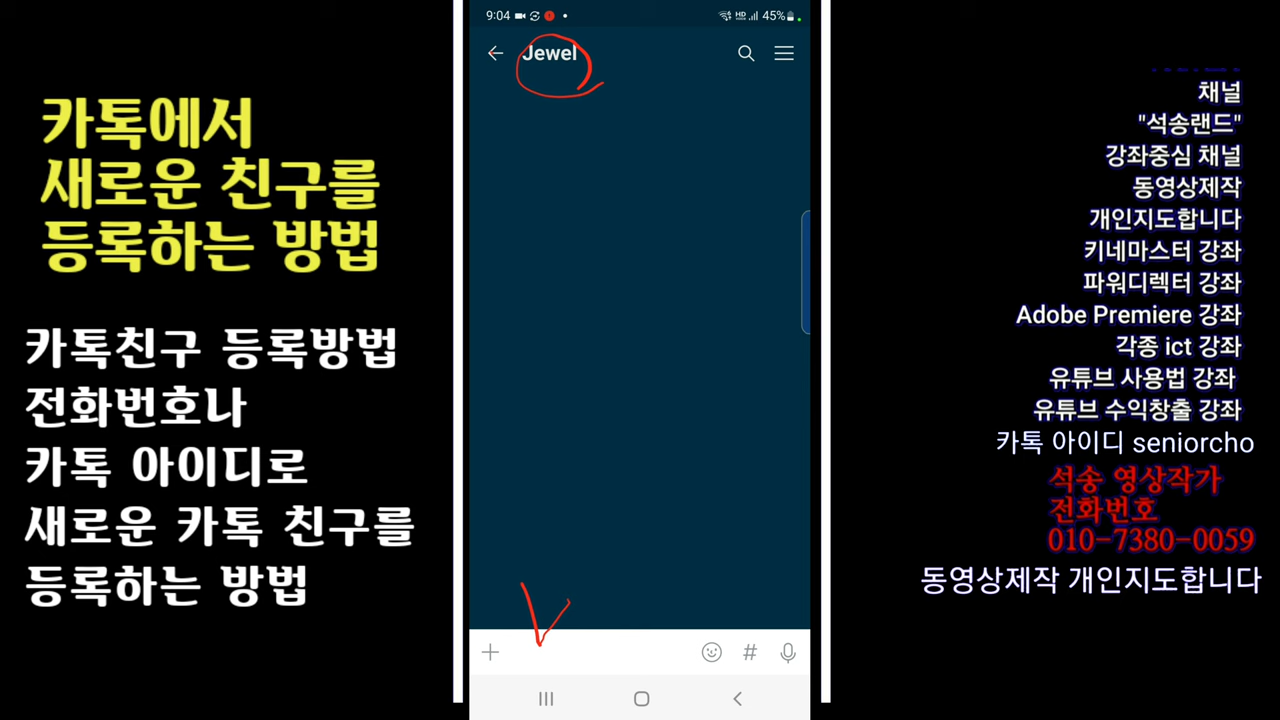 카톡에서
새로운 친구를
등록하는 방법
카톡친구 등록방법
전화번호나
카톡 아이디로
새로운 카톡 친구를
등록하는 방법
9:04 HD 45%
Jewel
#
채널
"석송랜드"
강좌중심 채널
동영상제작
개인지도합니다
키네마스터 강좌
파워디렉터 강좌
Adobe Premiere 강좌
각종 ict 강좌
유튜브 사용법 강좌
유튜브 수익창출 강좌
카톡 아이디 seniorcho
석송 영상작가
전화번호
010-7380-0059
동영상제작 개인지도합니다